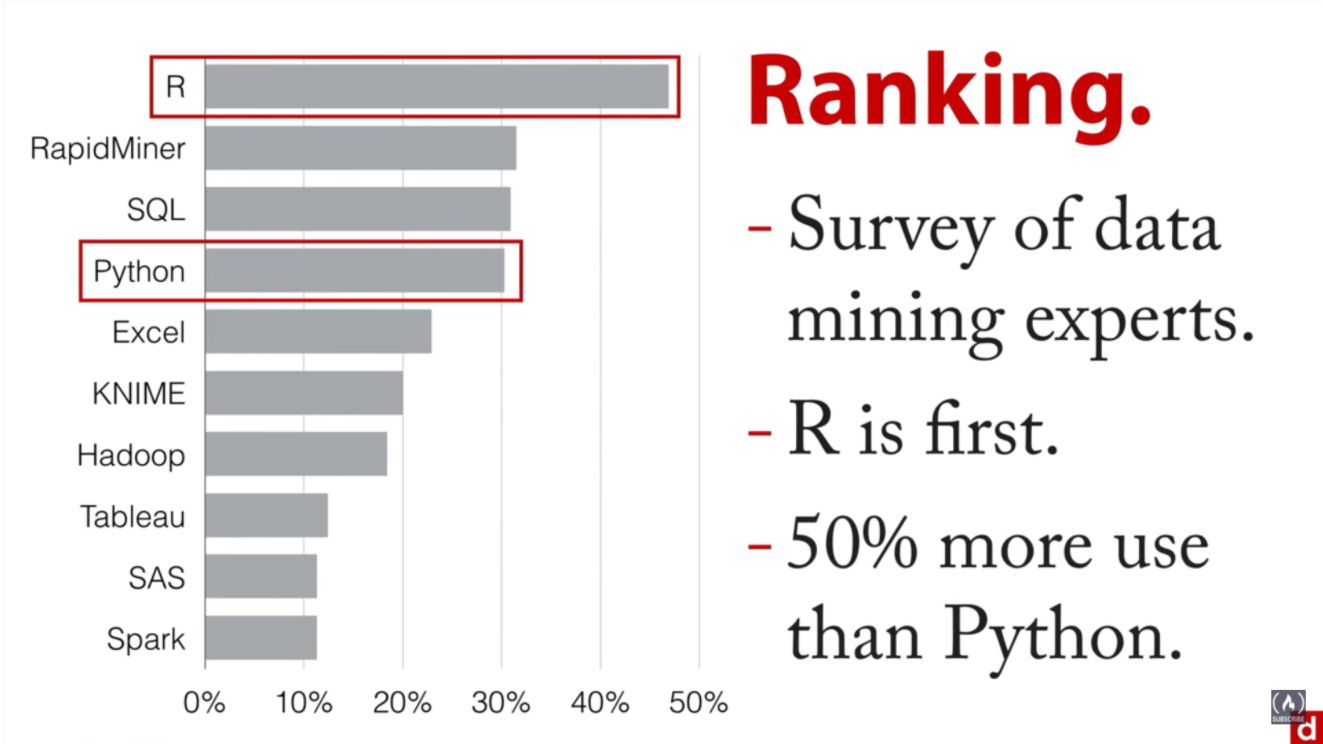 R
RapidMiner
SQL
Python
Excel
KNIME
Hadoop
Tableau
SAS
Spark
0% 10% 20% 30% 40% 50%
Ranking.
- Survey of data
mining experts.
- R is first.
- 50% more use
than Python.
SUBSCRIBE
d